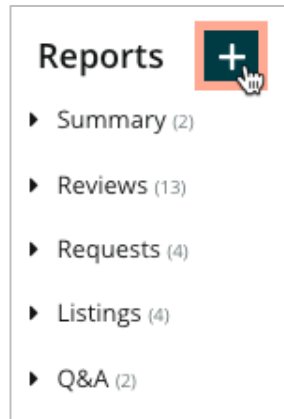 Reports +
Summary (2)
Reviews (13)
Requests (4)
Listings (4)
Q&A (2)